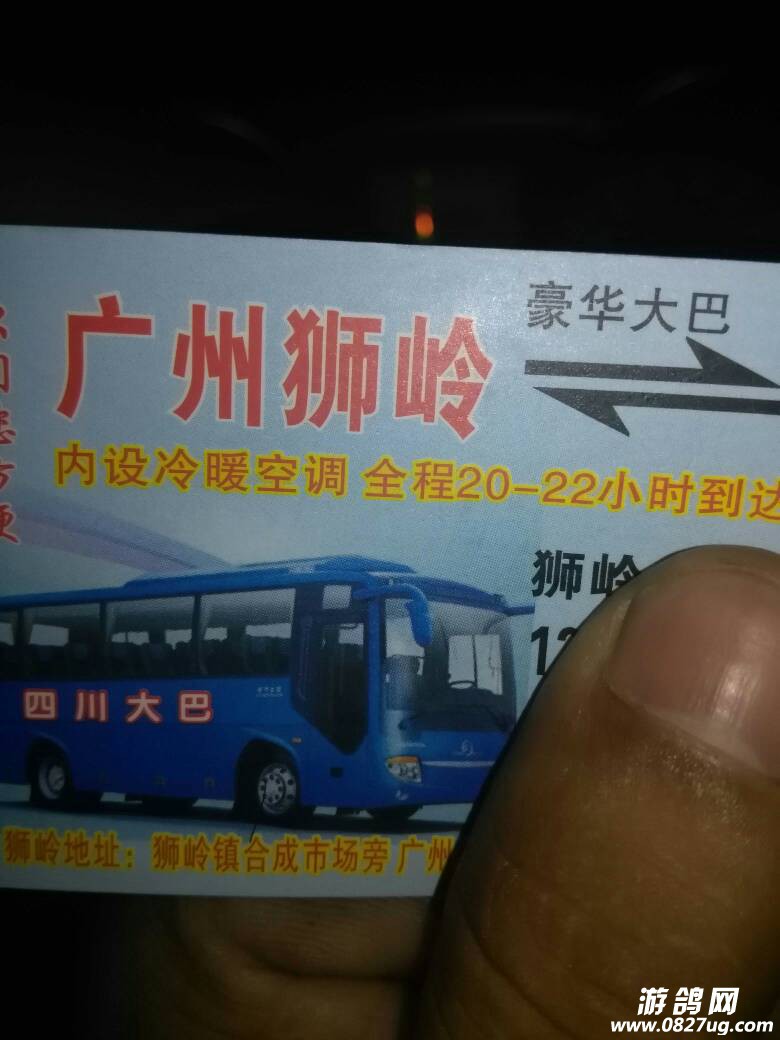 广州狮岭
豪华大巴
内设冷暖空调 全程20-22小时到达
方便
狮岭
四川大巴
狮岭地址：狮岭镇合成市场旁 广州
游鸽网
www.0827ug.com